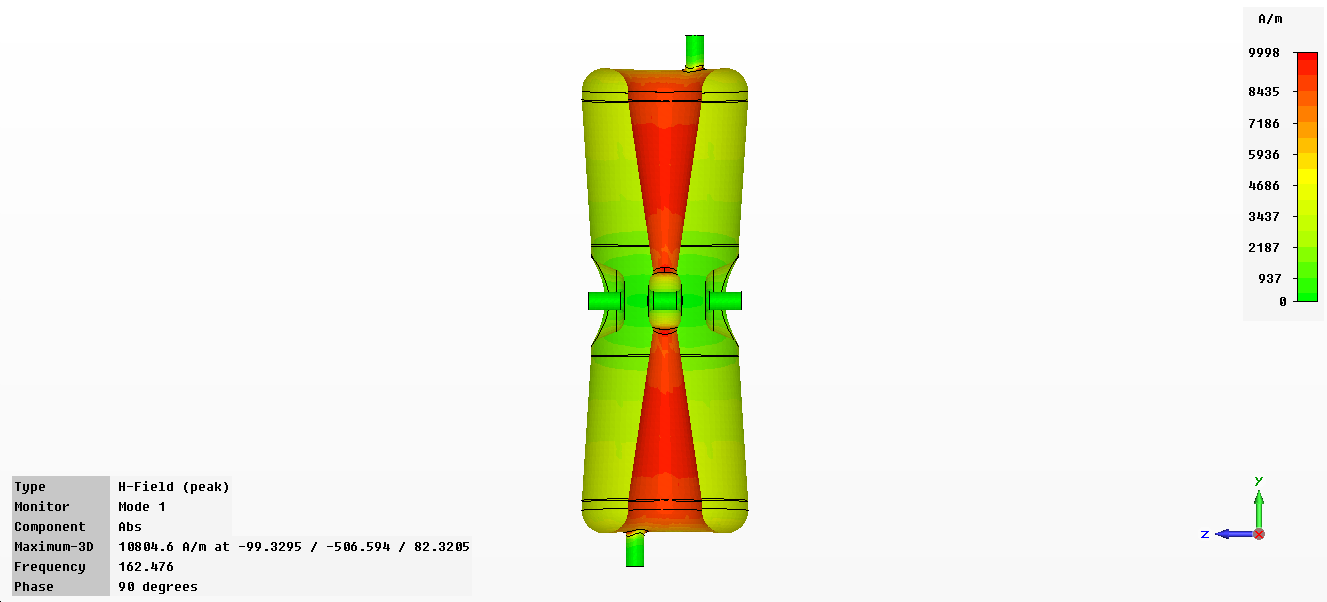 A/m
9998
8435
7186
5936
4686
3437
2187
937
0
Type H-Field (peak)
Monitor Mode 1
Component Abs
Maximum-3D 10804.6 A/m at -99.3295 / -506.594 / 82.3205
Frequency 162.476
Phase 90 degrees
y
z
x